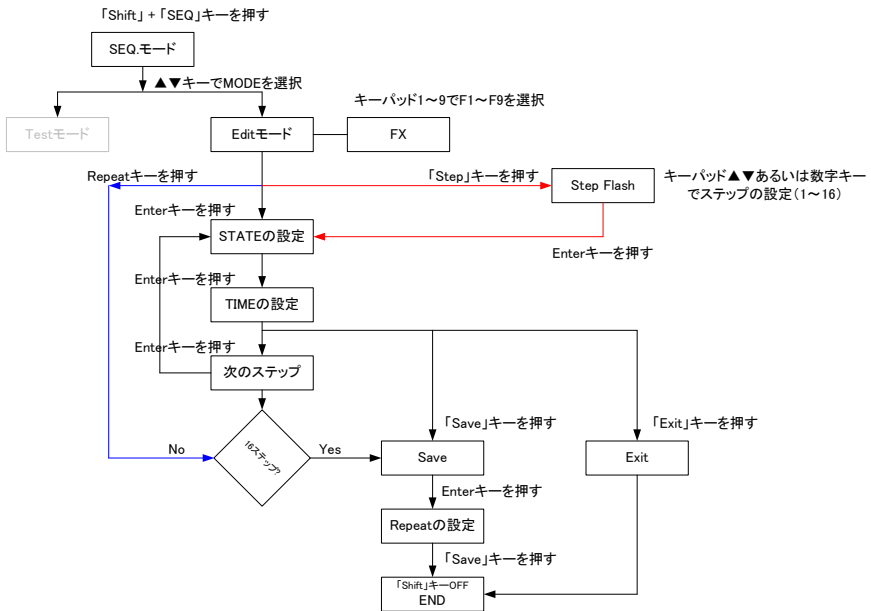 「Shift」+「SEQ」キーを押す
SEQ.モード
▲▼キーでMODEを選択
キーパッド1～9でF1～F9を選択
Testモード
Editモード
FX
Repeatキーを押す
「Step」キーを押す
Step Flash
キーパッド▲▼あるいは数字キー
でステップの設定（1～16）
Enterキーを押す
STATEの設定
Enterキーを押す
Enterキーを押す
TIMEの設定
Enterキーを押す
次のステップ
「Save」キーを押す
「Exit」キーを押す
16ステップ?
No
Yes
Save
Exit
Enterキーを押す
Repeatの設定
「Save」キーを押す
「Shift」キーOFF
END